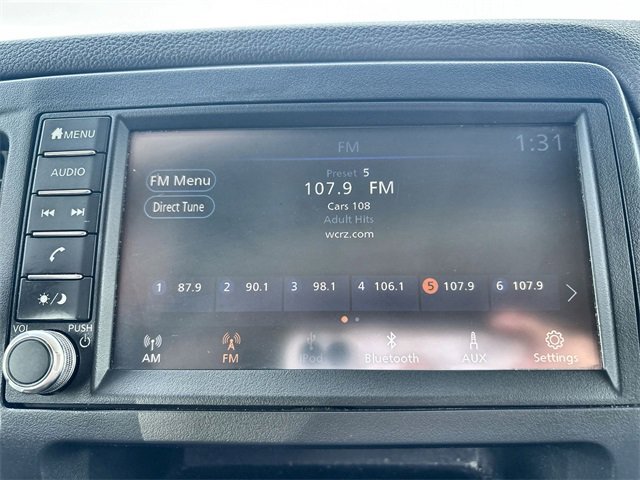 MENU
AUDIO
VOL PUSH
FM 1:31
FM Menu
Direct Tune
Preset 5
107.9 FM
Cars 108
Adult Hits
wcrz.com
1 87.9 2 90.1 3 98.1 4 106.1 5 107.9 6 107.9
AM FM iPod Bluetooth AUX Settings